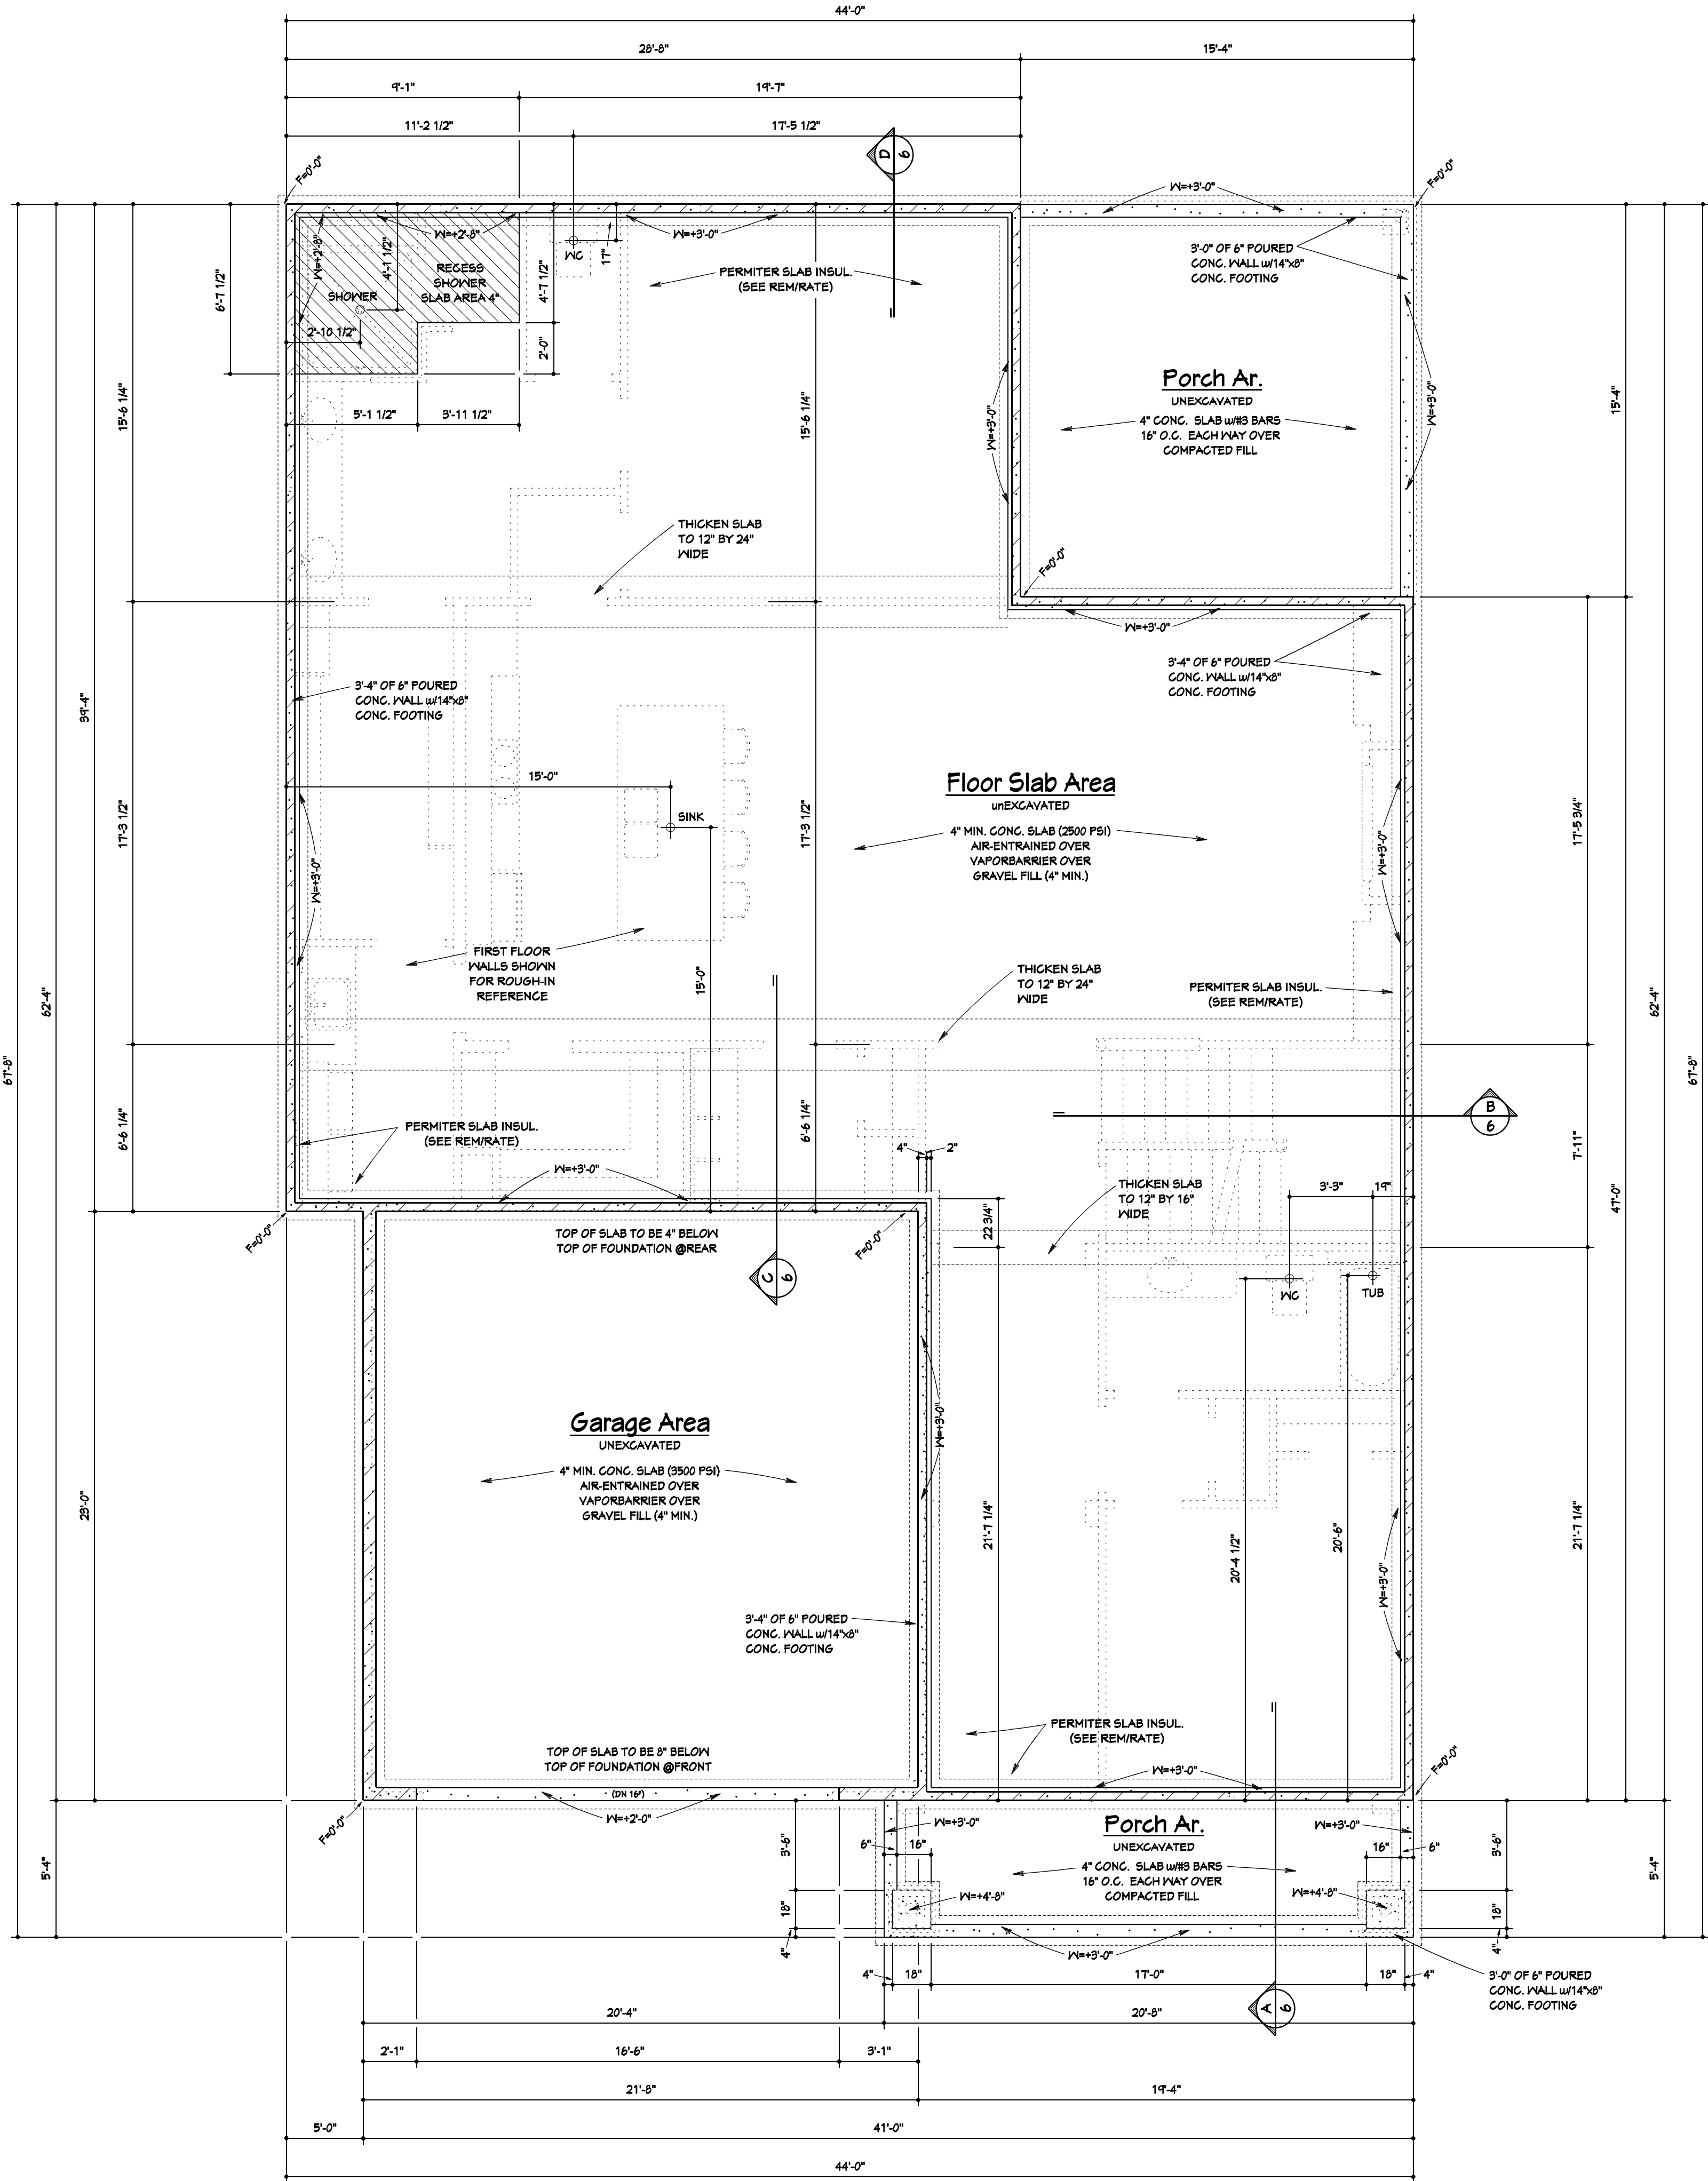 44'-0"
28'-8"
15'-4"
9'-1"
19'-7"
11'-2 1/2"
17'-5 1/2"
D
6
F=0'-0"
F=0'-0"
W=+3'-0"
W=+2'-8"
W=+2'-8"
4'-1 1/2"
RECESS
SHOWER
SLAB AREA 4"
SHOWER
2'-10 1/2"
6'-7 1/2"
4'-7 1/2"
2'-0"
5'-1 1/2"
3'-11 1/2"
WC
17"
W=+3'-0"
PERMITER SLAB INSUL.
(SEE REM/RATE)
3'-0" OF 6" POURED
CONC. WALL w/14"x8"
CONC. FOOTING
Porch Ar.
UNEXCAVATED
4" CONC. SLAB w/#3 BARS
16" O.C. EACH WAY OVER
COMPACTED FILL
W=+3'-0"
W=+3'-0"
15'-6 1/4"
15'-6 1/4"
15'-4"
THICKEN SLAB
TO 12" BY 24"
WIDE
F=0'-0"
W=+3'-0"
3'-4" OF 6" POURED
CONC. WALL w/14"x8"
CONC. FOOTING
3'-4" OF 6" POURED
CONC. WALL w/14"x8"
CONC. FOOTING
39'-4"
62'-4"
67'-8"
17'-3 1/2"
15'-0"
SINK
17'-3 1/2"
Floor Slab Area
unEXCAVATED
4" MIN. CONC. SLAB (2500 PSI)
AIR-ENTRAINED OVER
VAPORBARRIER OVER
GRAVEL FILL (4" MIN.)
W=+3'-0"
W=+3'-0"
17'-5 3/4"
FIRST FLOOR
WALLS SHOWN
FOR ROUGH-IN
REFERENCE
15'-0"
THICKEN SLAB
TO 12" BY 24"
WIDE
PERMITER SLAB INSUL.
(SEE REM/RATE)
62'-4"
67'-8"
47'-0"
B
6
6'-6 1/4"
PERMITER SLAB INSUL.
(SEE REM/RATE)
W=+3'-0"
6'-6 1/4"
4"
2"
7'-11"
THICKEN SLAB
TO 12" BY 16"
WIDE
3'-3"
19"
22 3/4"
F=0'-0"
TOP OF SLAB TO BE 4" BELOW
TOP OF FOUNDATION @REAR
F=0'-0"
C
6
WC
TUB
Garage Area
UNEXCAVATED
4" MIN. CONC. SLAB (3500 PSI)
AIR-ENTRAINED OVER
VAPORBARRIER OVER
GRAVEL FILL (4" MIN.)
W=+3'-0"
23'-0"
21'-7 1/4"
20'-4 1/2"
20'-6"
W=+3'-0"
21'-7 1/4"
3'-4" OF 6" POURED
CONC. WALL w/14"x8"
CONC. FOOTING
PERMITER SLAB INSUL.
(SEE REM/RATE)
TOP OF SLAB TO BE 8" BELOW
TOP OF FOUNDATION @FRONT
W=+3'-0"
F=0'-0"
(DN 16")
W=+2'-0"
F=0'-0"
W=+3'-0"
Porch Ar.
UNEXCAVATED
4" CONC. SLAB w/#3 BARS
16" O.C. EACH WAY OVER
COMPACTED FILL
W=+3'-0"
6"
16"
16"
6"
3'-6"
3'-6"
5'-4"
5'-4"
W=+4'-8"
W=+4'-8"
18"
18"
4"
4"
W=+3'-0"
4"
18"
17'-0"
18"
4"
3'-0" OF 6" POURED
CONC. WALL w/14"x8"
CONC. FOOTING
A
6
20'-4"
20'-8"
2'-1"
16'-6"
3'-1"
21'-8"
19'-4"
5'-0"
41'-0"
44'-0"